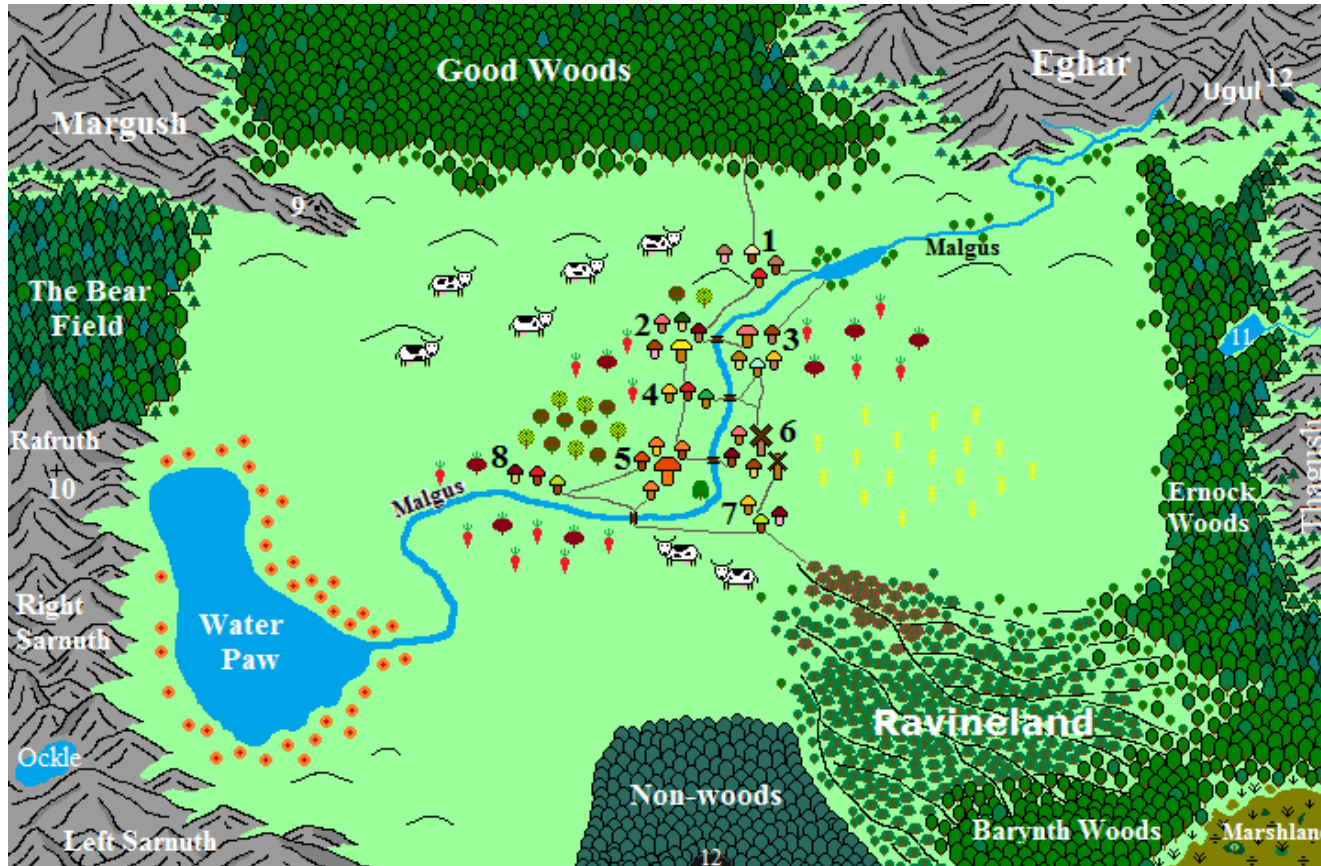 Good Woods
Eghar
Ugul 12
Margush
9
1
Malgus
The Bear
Field
2
3
11
4
Rafruth
10
6
5
8
Malgus
7
Ernock
Woods
Thagush
Right
Sarnuth
Water
Paw
Ravineland
Ockle
Non-woods
Left Sarnuth
Barynth Woods
Marshland
12